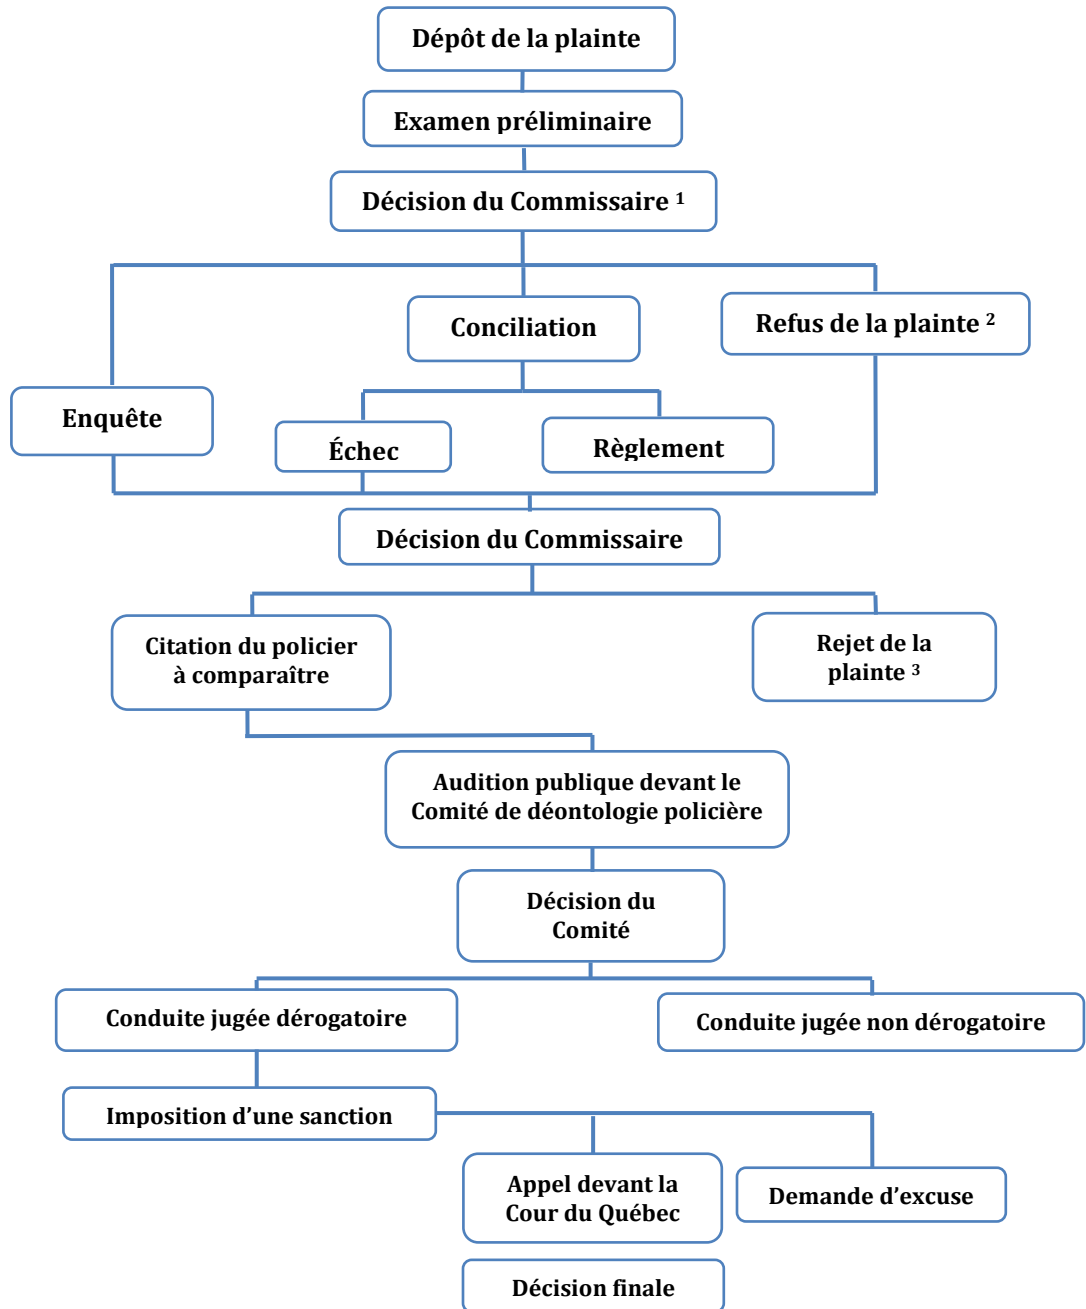 Dépôt de la plainte
Examen préliminaire
Décision du Commissaire ¹
Conciliation
Refus de la plainte ²
Enquête
Échec
Règlement
Décision du Commissaire
Citation du policier
à comparaître
Rejet de la
plainte ³
Audition publique devant le
Comité de déontologie policière
Décision du
Comité
Conduite jugée dérogatoire
Conduite jugée non dérogatoire
Imposition d’une sanction
Appel devant la
Cour du Québec
Demande d’excuse
Décision finale